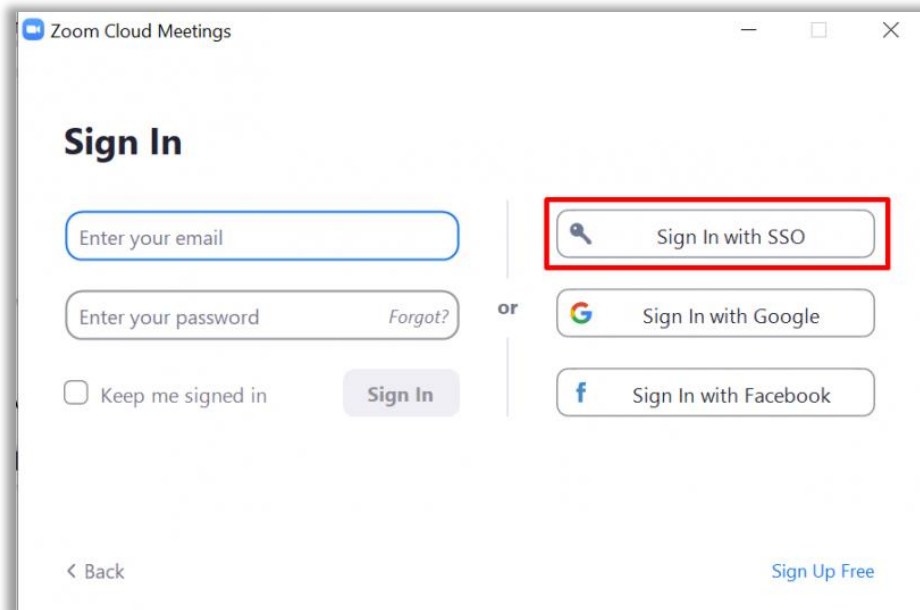 Zoom Cloud Meetings
Sign In
Enter your email
Enter your password
Forgot?
Keep me signed in
Sign In
or
Sign In with SSO
Sign In with Google
Sign In with Facebook
Back
Sign Up Free